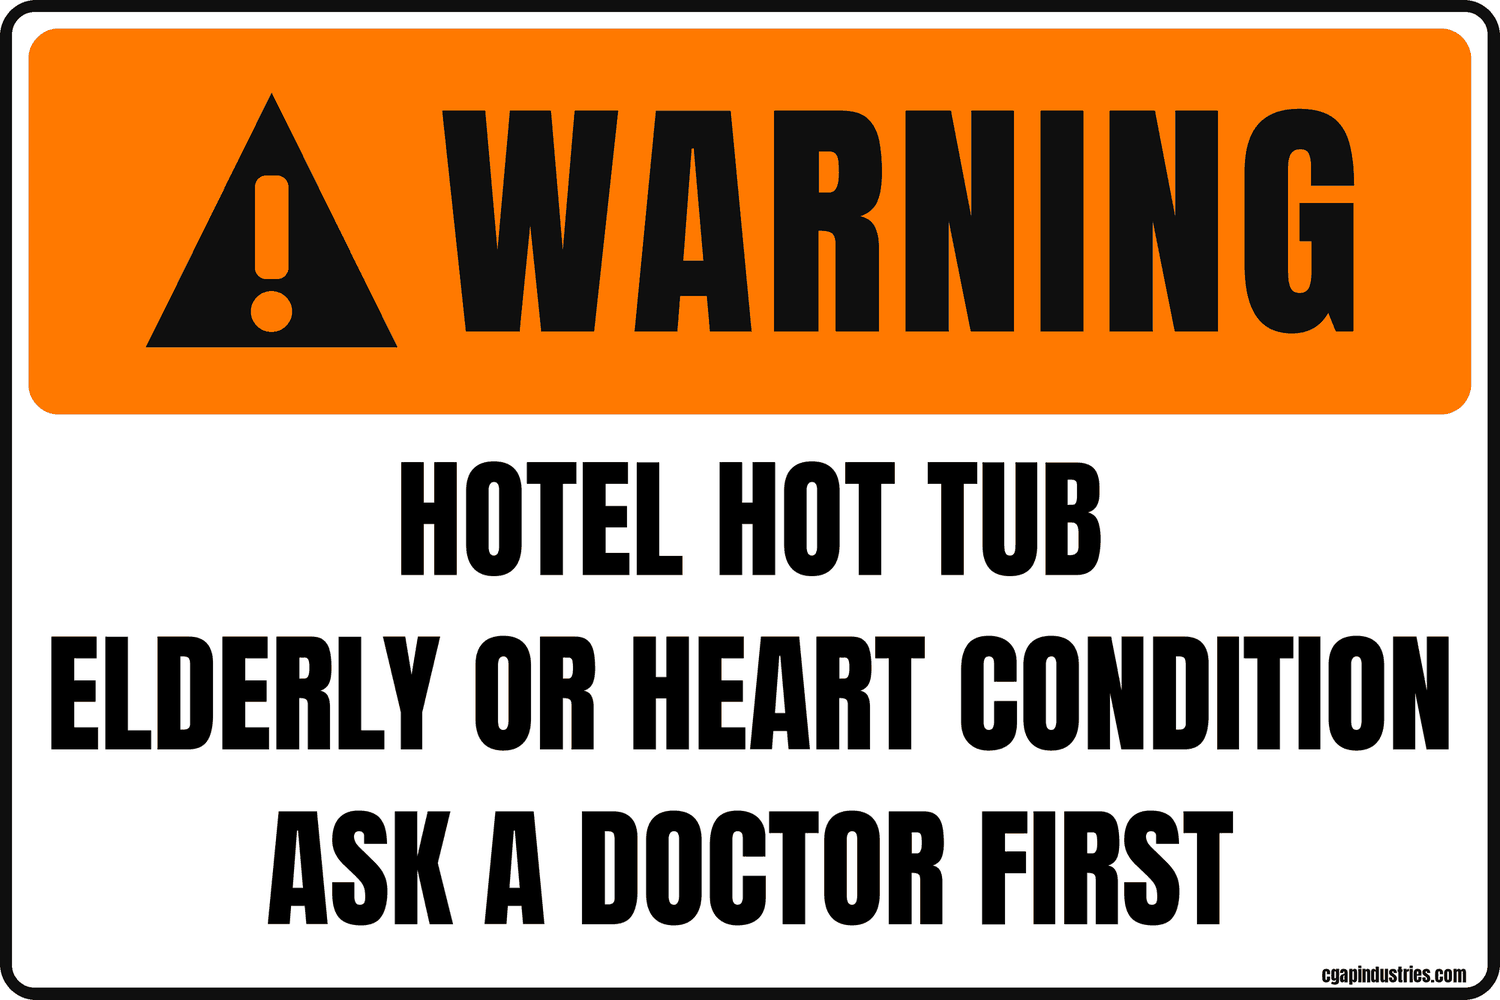 WARNING
HOTEL HOT TUB
ELDERLY OR HEART CONDITION
ASK A DOCTOR FIRST
cgapindustries.com